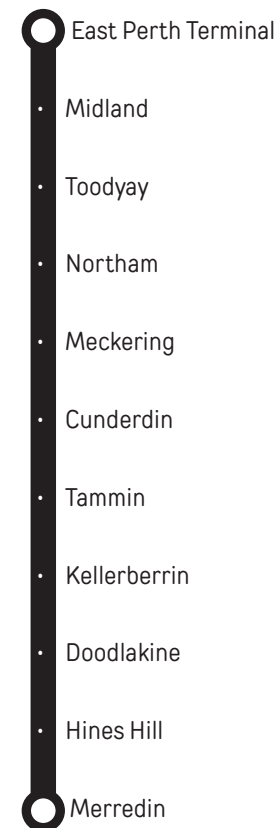 East Perth Terminal
Midland
Toodyay
Northam
Meckering
Cunderdin
Tammin
Kellerberrin
Doodlakine
Hines Hill
Merredin